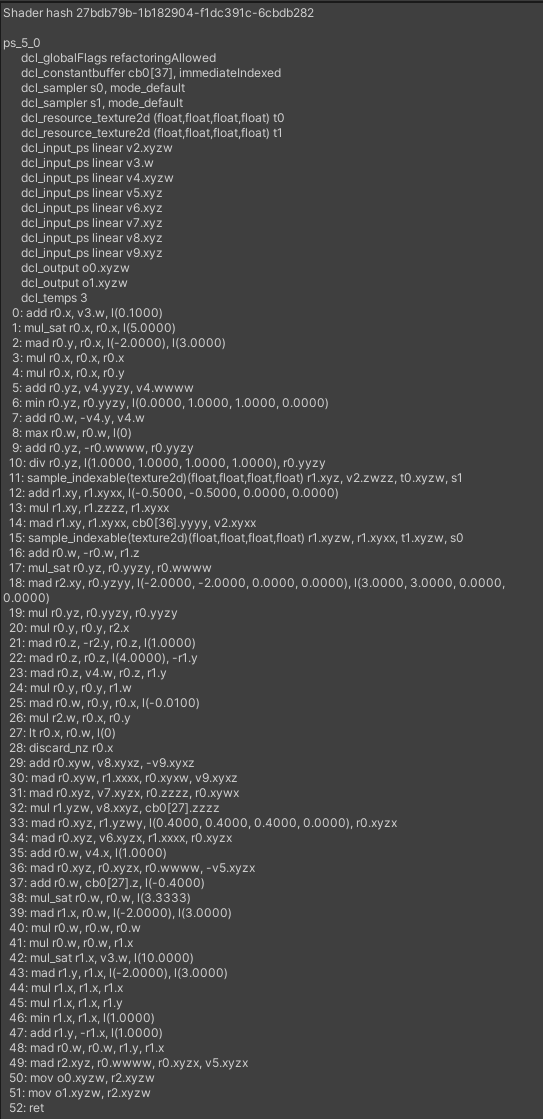 Shader hash 27bdb79b-1b182904-f1dc391c-6cbdb282
ps_5_0
dcl_globalFlags refactoringAllowed
dcl_constantbuffer cb0[37], immediateIndexed
dcl_sampler s0, mode_default
dcl_sampler s1, mode_default
dcl_resource_texture2d (float,float,float,float) t0
dcl_resource_texture2d (float,float,float,float) t1
dcl_input_ps linear v2.xyzw
dcl_input_ps linear v3.w
dcl_input_ps linear v4.xyzw
dcl_input_ps linear v5.xyz
dcl_input_ps linear v6.xyz
dcl_input_ps linear v7.xyz
dcl_input_ps linear v8.xyz
dcl_input_ps linear v9.xyz
dcl_output o0.xyzw
dcl_output o1.xyzw
dcl_temps 3
0: add r0.x, v3.w, l(0.1000)
1: mul_sat r0.x, r0.x, l(5.0000)
2: mad r0.y, r0.x, l(-2.0000), l(3.0000)
3: mul r0.x, r0.x, r0.x
4: mul r0.x, r0.x, r0.y
5: add r0.yz, v4.yyzy, v4.wwww
6: min r0.yz, r0.yyzy, l(0.0000, 1.0000, 1.0000, 0.0000)
7: add r0.w, -v4.y, v4.w
8: max r0.w, r0.w, l(0)
9: add r0.yz, -r0.wwww, r0.yyzy
10: div r0.yz, l(1.0000, 1.0000, 1.0000, 1.0000), r0.yyzy
11: sample_indexable(texture2d)(float,float,float,float) r1.xyz, v2.zwzz, t0.xyzw, s1
12: add r1.xy, r1.xyxx, l(-0.5000, -0.5000, 0.0000, 0.0000)
13: mul r1.xy, r1.zzzz, r1.xyxx
14: mad r1.xy, r1.xyxx, cb0[36].yyyy, v2.xyxx
15: sample_indexable(texture2d)(float,float,float,float) r1.xyzw, r1.xyxx, t1.xyzw, s0
16: add r0.w, -r0.w, r1.z
17: mul_sat r0.yz, r0.yyzy, r0.wwww
18: mad r2.xy, r0.yzyy, l(-2.0000, -2.0000, 0.0000, 0.0000), l(3.0000, 3.0000, 0.0000,
0.0000)
19: mul r0.yz, r0.yyzy, r0.yyzy
20: mul r0.y, r0.y, r2.x
21: mad r0.z, -r2.y, r0.z, l(1.0000)
22: mad r0.z, r0.z, l(4.0000), -r1.y
23: mad r0.z, v4.w, r0.z, r1.y
24: mul r0.y, r0.y, r1.w
25: mad r0.w, r0.y, r0.x, l(-0.0100)
26: mul r2.w, r0.x, r0.y
27: lt r0.x, r0.w, l(0)
28: discard_nz r0.x
29: add r0.xyw, v8.xyxz, -v9.xyxz
30: mad r0.xyw, r1.xxxx, r0.xyxw, v9.xyxz
31: mad r0.xyz, v7.xyzx, r0.zzzz, r0.xywx
32: mul r1.yzw, v8.xxyz, cb0[27].zzzz
33: mad r0.xyz, r1.yzwy, l(0.4000, 0.4000, 0.4000, 0.0000), r0.xyzx
34: mad r0.xyz, v6.xyzx, r1.xxxx, r0.xyzx
35: add r0.w, v4.x, l(1.0000)
36: mad r0.xyz, r0.xyzx, r0.wwww, -v5.xyzx
37: add r0.w, cb0[27].z, l(-0.4000)
38: mul_sat r0.w, r0.w, l(3.3333)
39: mad r1.x, r0.w, l(-2.0000), l(3.0000)
40: mul r0.w, r0.w, r0.w
41: mul r0.w, r0.w, r1.x
42: mul_sat r1.x, v3.w, l(10.0000)
43: mad r1.y, r1.x, l(-2.0000), l(3.0000)
44: mul r1.x, r1.x, r1.x
45: mul r1.x, r1.x, r1.y
46: min r1.x, r1.x, l(1.0000)
47: add r1.y, -r1.x, l(1.0000)
48: mad r0.w, r0.w, r1.y, r1.x
49: mad r2.xyz, r0.wwww, r0.xyzx, v5.xyzx
50: mov o0.xyzw, r2.xyzw
51: mov o1.xyzw, r2.xyzw
52: ret